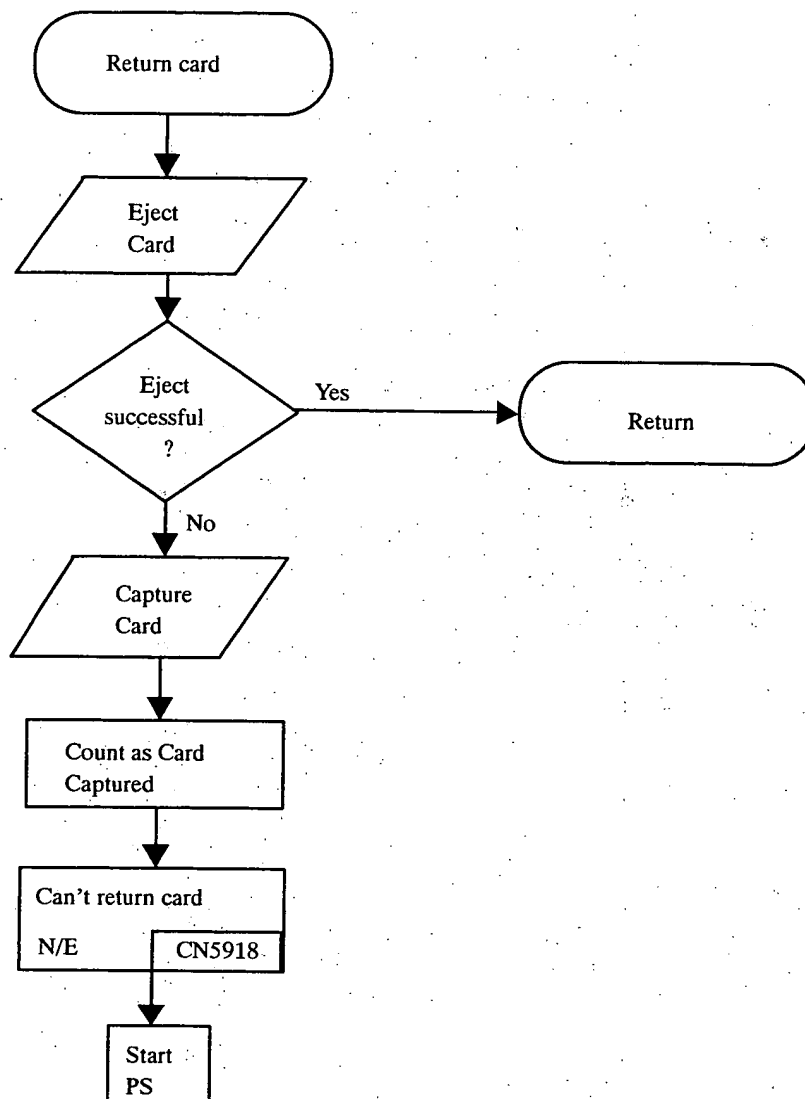 Return card
Eject
Card
Eject
successful
?
Yes
Return
No
Capture
Card
Count as Card
Captured
Can't return card
N/E
CN5918
Start
PS